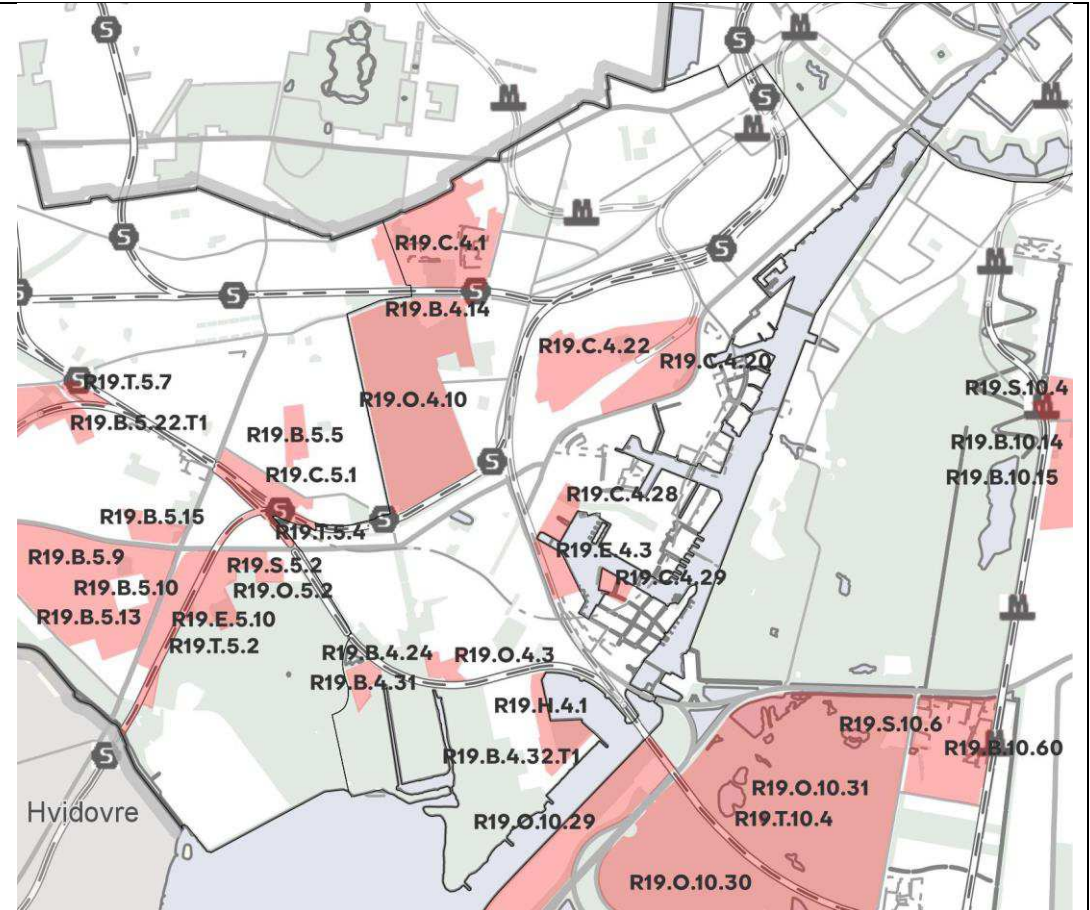 S
M
S
M
S
M
M
M
S
R19.C.4.1
S
M
S
S
S
S
R19.B.4.14
R19.C.4.22
R19.C.4.20
S
R19.T.5.7
R19.S.10.4
R19.O.4.10
M
R19.B.5.22.T1
R19.B.5.5
R19.B.10.14
S
R19.C.5.1
R19.B.10.15
R19.C.4.28
S
S
R19.B.5.15
R19.T.5.4
R19.B.5.9
R19.E.4.3
R19.S.5.2
R19.C.4.29
R19.B.5.10
R19.O.5.2
M
R19.B.5.13
R19.E.5.10
R19.T.5.2
R19.B.4.24
R19.O.4.3
R19.B.4.31
R19.H.4.1
R19.S.10.6
M
R19.B.10.60
S
R19.B.4.32.T1
R19.O.10.31
Hvidovre
R19.O.10.29
R19.T.10.4
R19.O.10.30